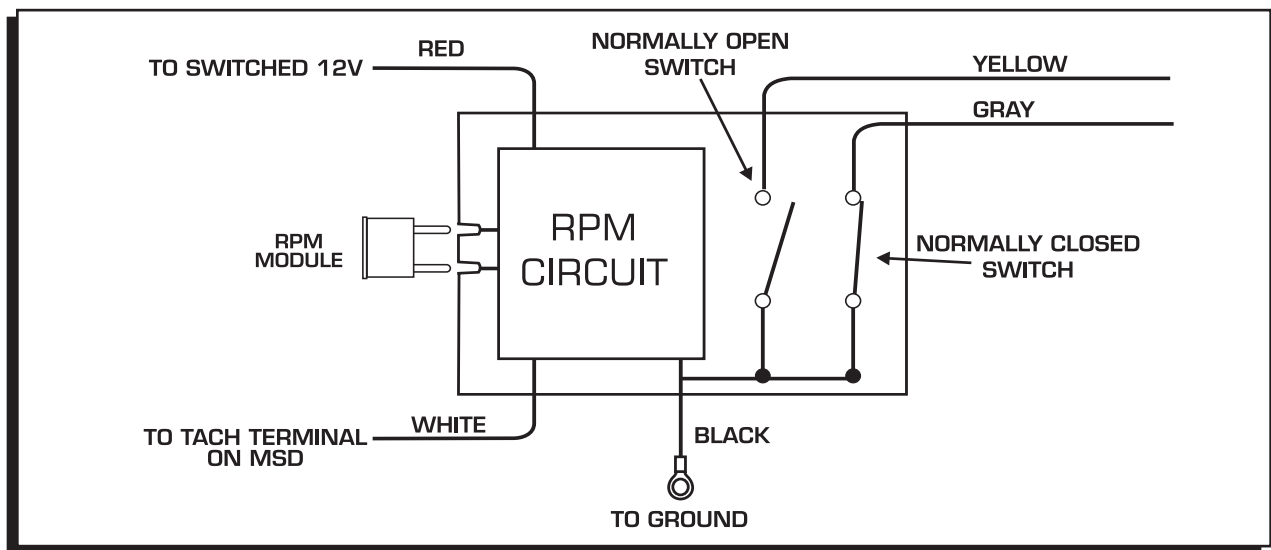 RED
TO SWITCHED 12V
NORMALLY OPEN
SWITCH
YELLOW
GRAY
RPM
MODULE
RPM
CIRCUIT
NORMALLY CLOSED
SWITCH
WHITE
TO TACH TERMINAL
ON MSD
BLACK
TO GROUND